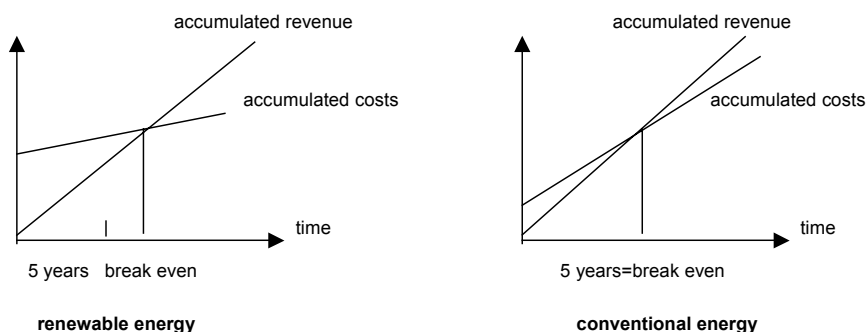 accumulated revenue
accumulated costs
time
5 years break even
renewable energy
accumulated revenue
accumulated costs
time
5 years=break even
conventional energy